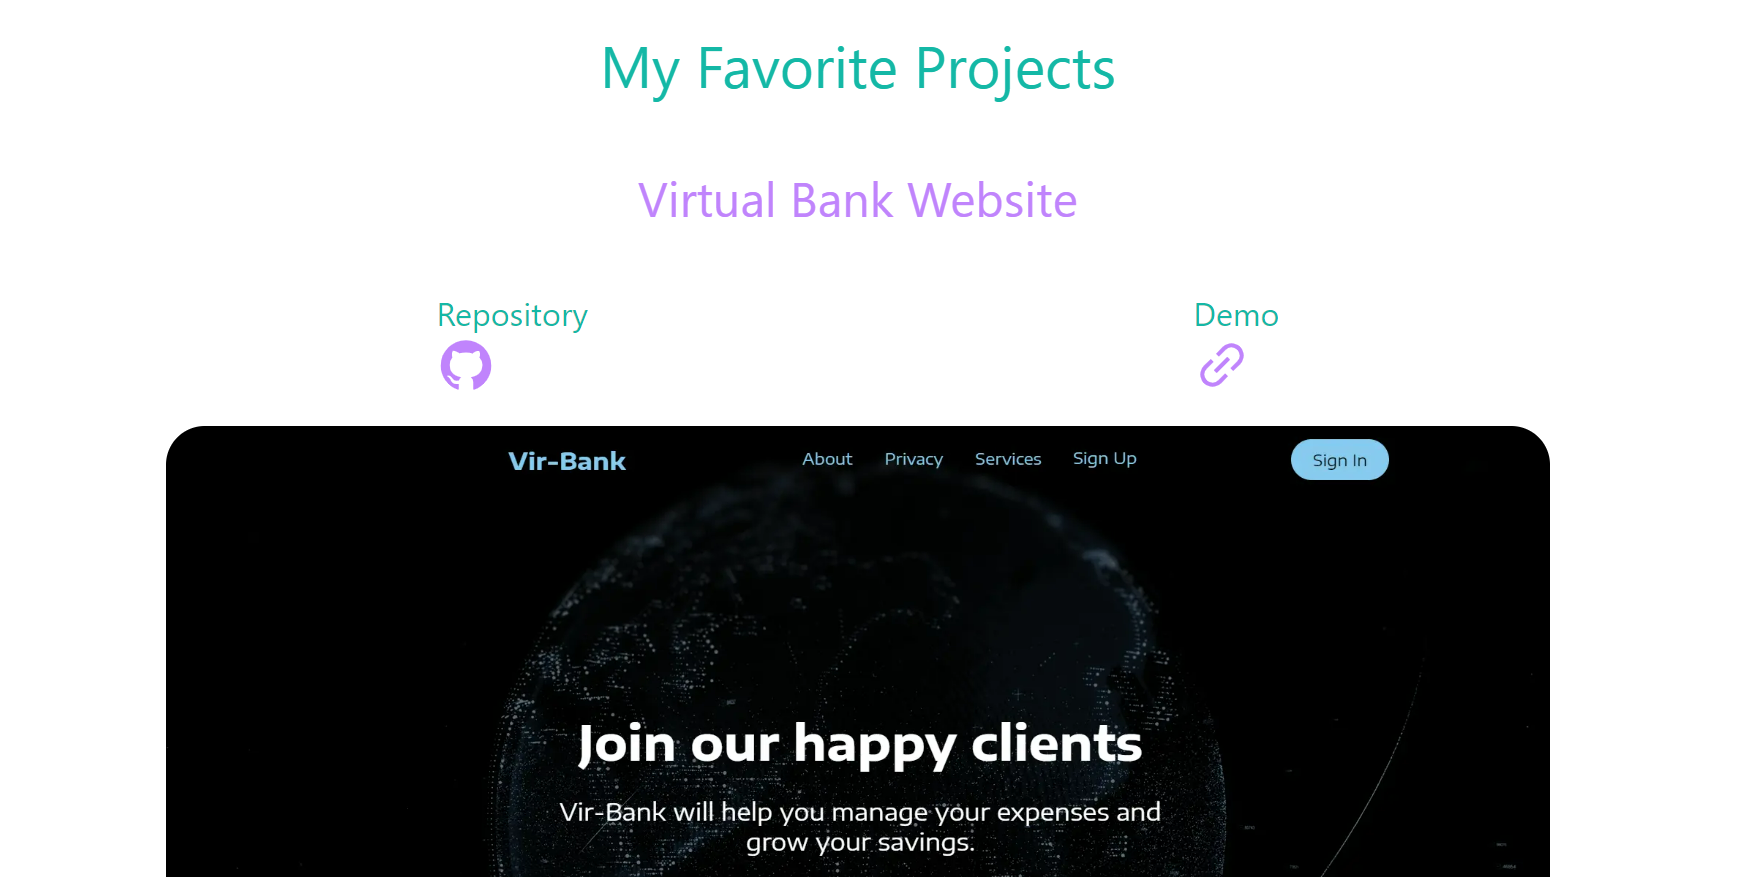 My Favorite Projects
Virtual Bank Website
Repository
Demo
Vir-Bank
About
Privacy
Services
Sign Up
Sign In
Join our happy clients
Vir-Bank will help you manage your expenses and
grow your savings.